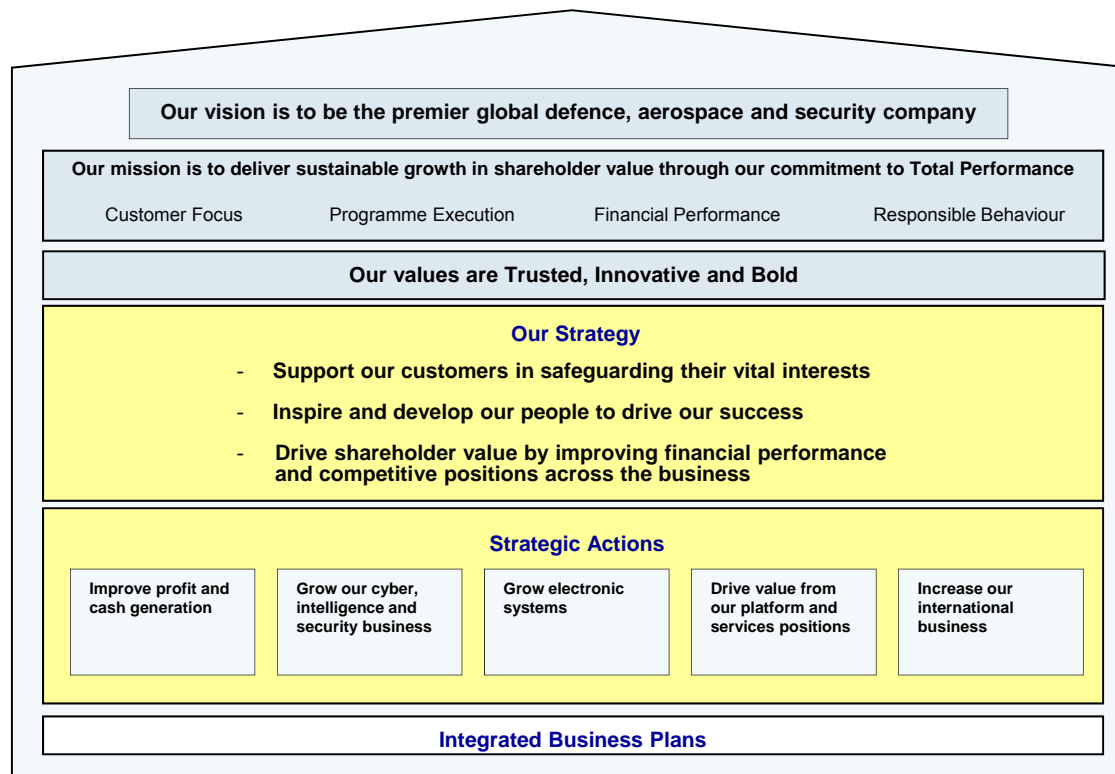 Our vision is to be the premier global defence, aerospace and security company
Our mission is to deliver sustainable growth in shareholder value through our commitment to Total Performance
Customer Focus Programme Execution Financial Performance Responsible Behaviour
Our values are Trusted, Innovative and Bold
Our Strategy
- Support our customers in safeguarding their vital interests
- Inspire and develop our people to drive our success
- Drive shareholder value by improving financial performance
and competitive positions across the business
Strategic Actions
Improve profit and
cash generation
Grow our cyber,
intelligence and
security business
Grow electronic
systems
Drive value from
our platform and
services positions
Increase our
international
business
Integrated Business Plans